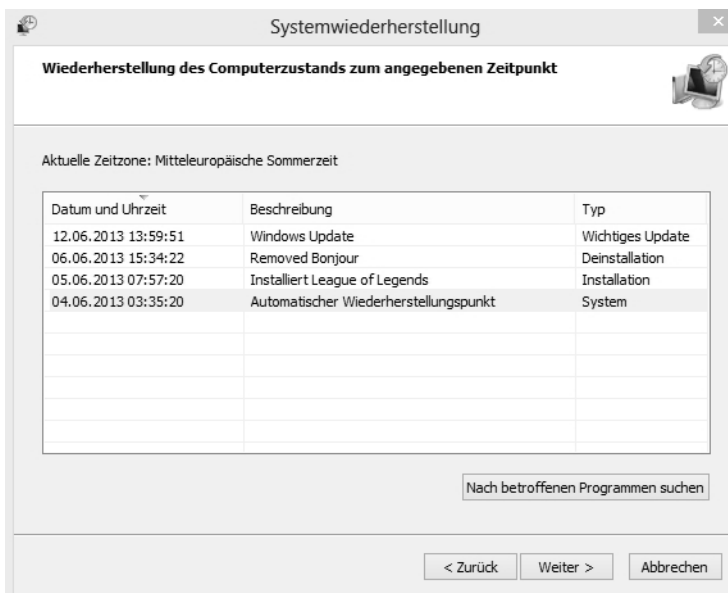 Systemwiederherstellung
Wiederherstellung des Computerzustands zum angegebenen Zeitpunkt
Aktuelle Zeitzone: Mitteleuropäische Sommerzeit
Datum und Uhrzeit Beschreibung Typ
12.06.2013 13:59:51 Windows Update Wichtiges Update
06.06.2013 15:34:22 Removed Bonjour Deinstallation
05.06.2013 07:57:20 Installiert League of Legends Installation
04.06.2013 03:35:20 Automatischer Wiederherstellungspunkt System
Nach betroffenen Programmen suchen
< Zurück Weiter > Abbrechen